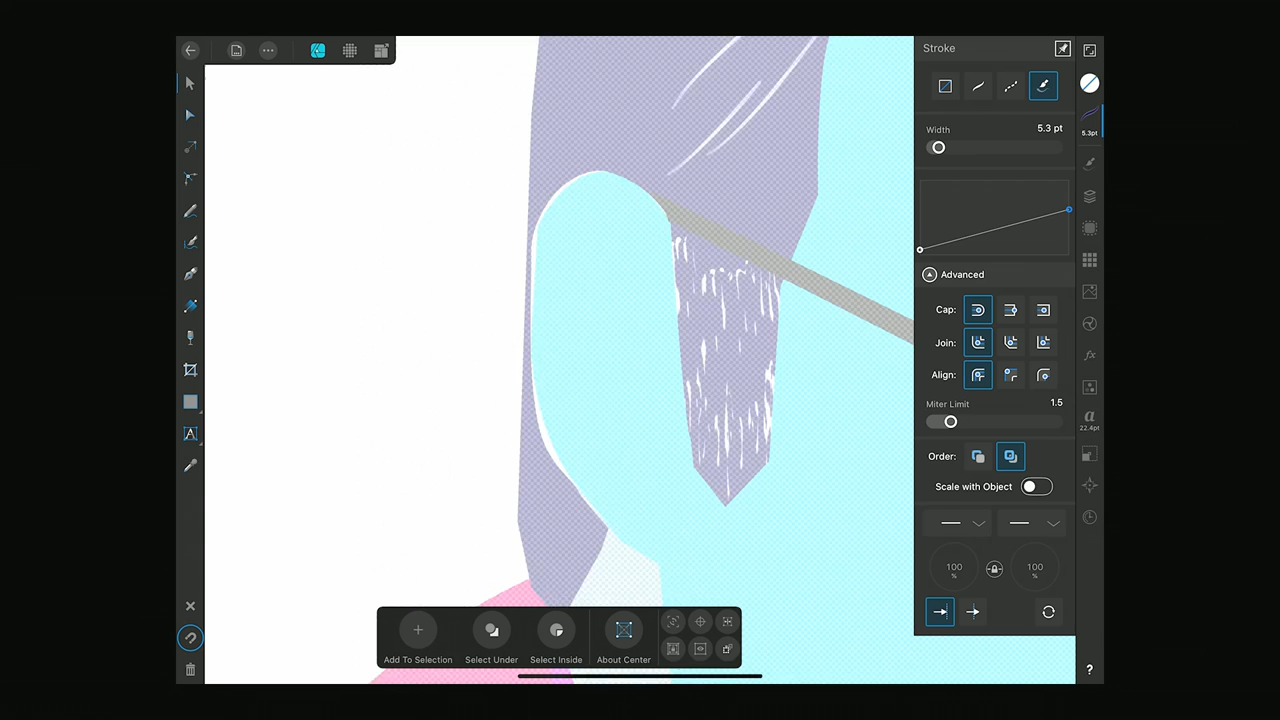 Stroke
Width 5.3 pt
5.3pt
Advanced
Cap:
Join:
Align:
Miter Limit 1.5
a
22.4pt
Order:
Scale with Object
100 % 100 %
A
fx
Add To Selection Select Under Select Inside About Center
?